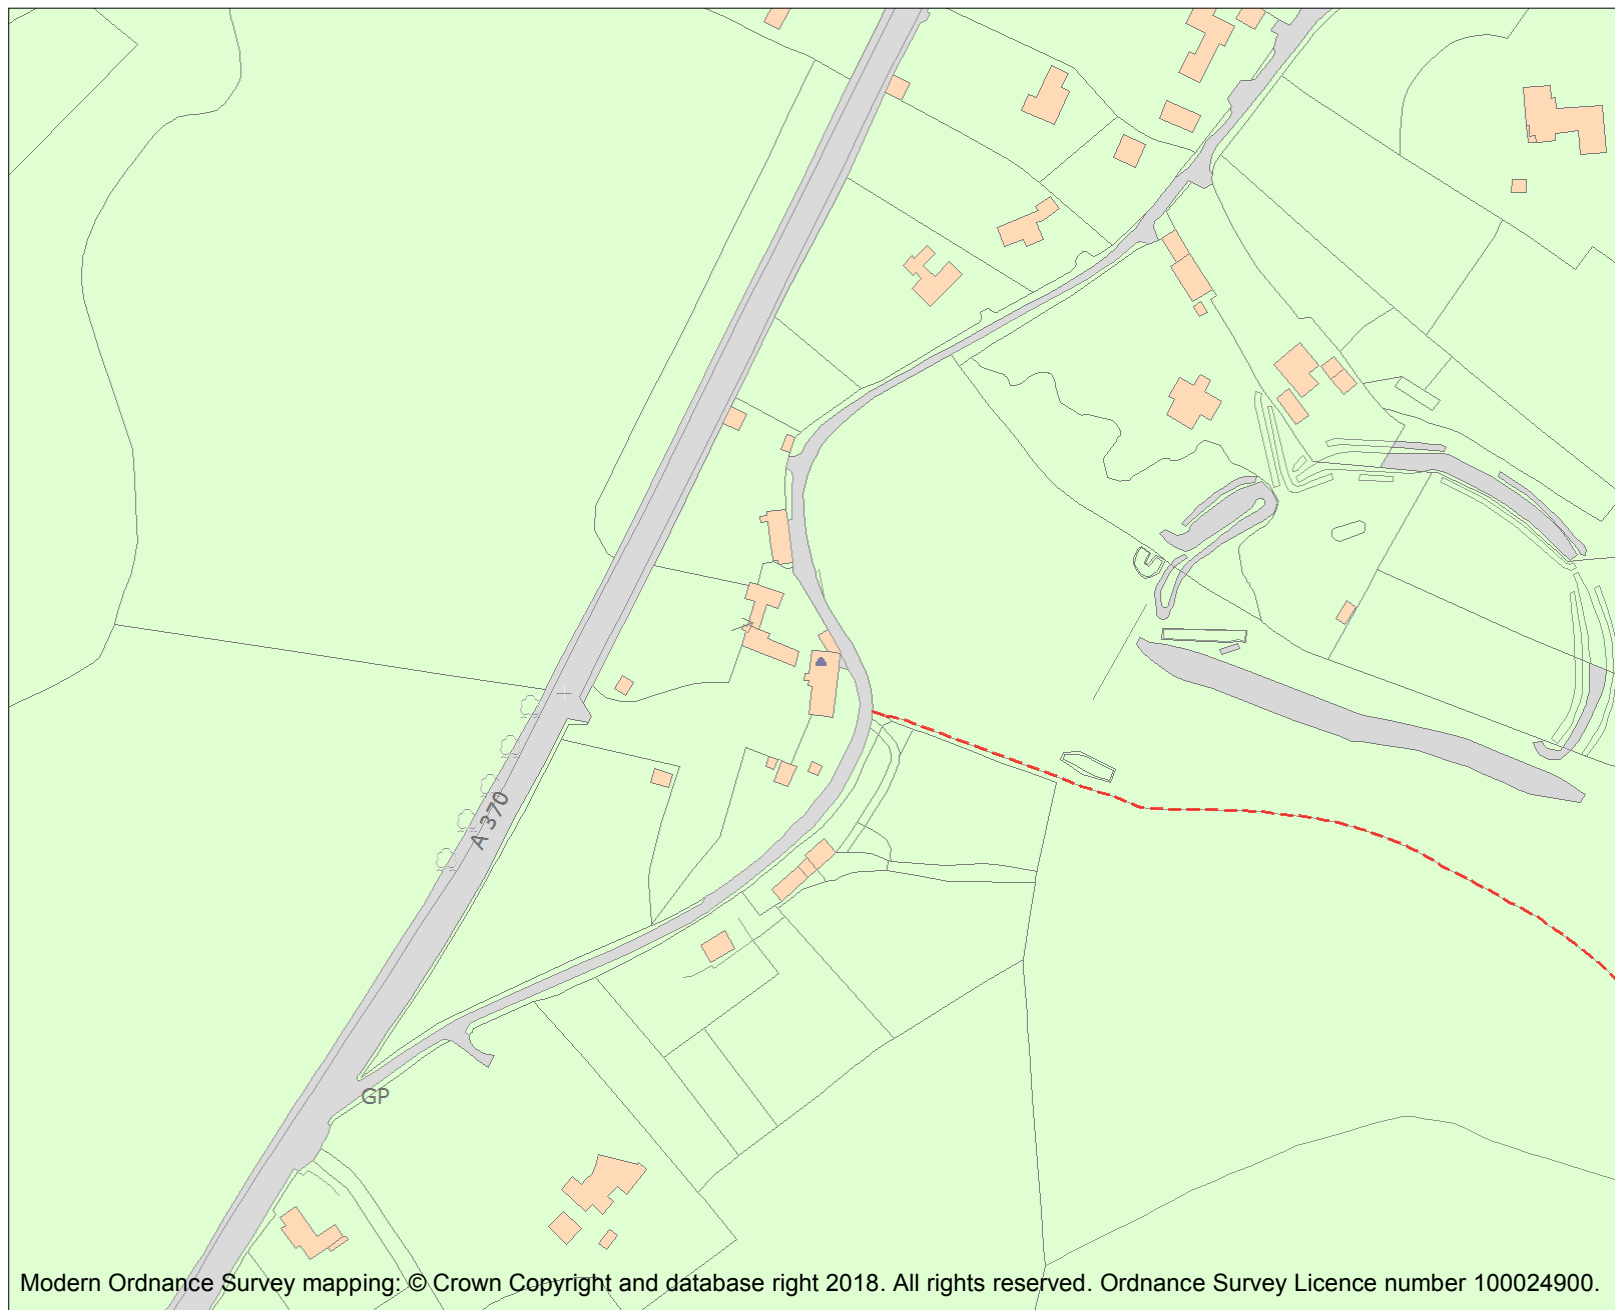 A 370
GP
Modern Ordnance Survey mapping: © Crown Copyright and database right 2018. All rights reserved. Ordnance Survey Licence number 100024900.